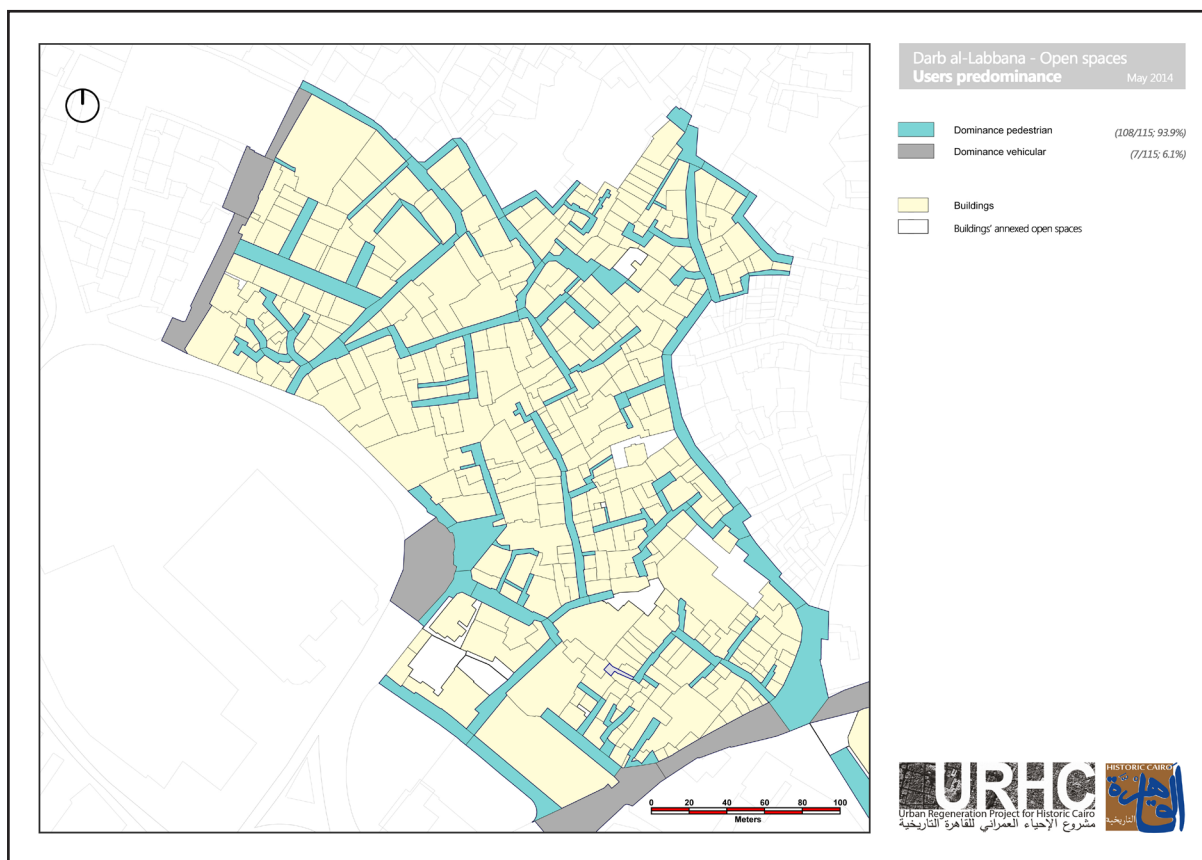 Darb al-Labbana - Open spaces
Users predominance May 2014
Dominance pedestrian (108/115; 93.9%)
Dominance vehicular (7/115; 6.1%)
Buildings
Buildings' annexed open spaces
0 20 40 60 80 100
Meters
URHC
Urban Regeneration Project for Historic Cairo
مشروع الإحياء العمراني للقاهرة التاريخية
HISTORIC CAIRO
القاهرة
التاريخية